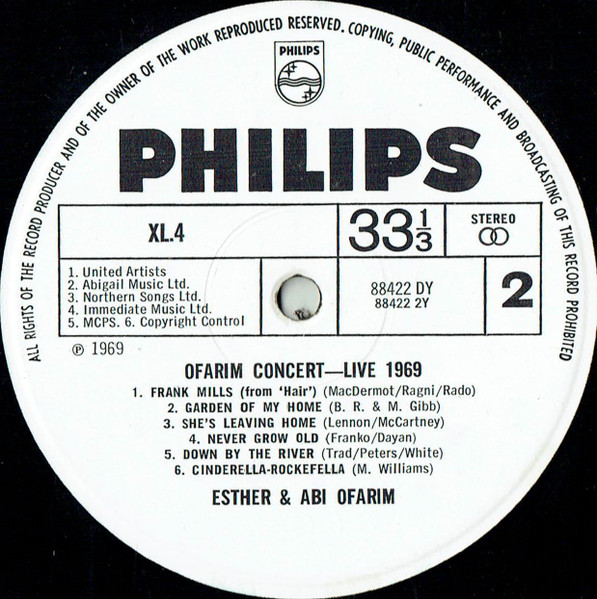 ALL RIGHTS OF THE RECORD PRODUCER AND OF THE OWNER OF THE WORK REPRODUCED RESERVED. COPYING, PUBLIC PERFORMANCE AND BROADCASTING OF THIS RECORD PROHIBITED
PHILIPS
PHILIPS
XL.4
33⅓
STEREO
1. United Artists
2. Abigail Music Ltd.
3. Northern Songs Ltd.
4. Immediate Music Ltd.
5. MCPS. 6. Copyright Control
88422 DY
88422 2Y
2
℗ 1969
OFARIM CONCERT—LIVE 1969
1. FRANK MILLS (from ‘Hair’) (MacDermot/Ragni/Rado)
2. GARDEN OF MY HOME (B. R. & M. Gibb)
3. SHE'S LEAVING HOME (Lennon/McCartney)
4. NEVER GROW OLD (Franko/Dayan)
5. DOWN BY THE RIVER (Trad/Peters/White)
6. CINDERELLA-ROCKEFELLA (M. Williams)
ESTHER & ABI OFARIM